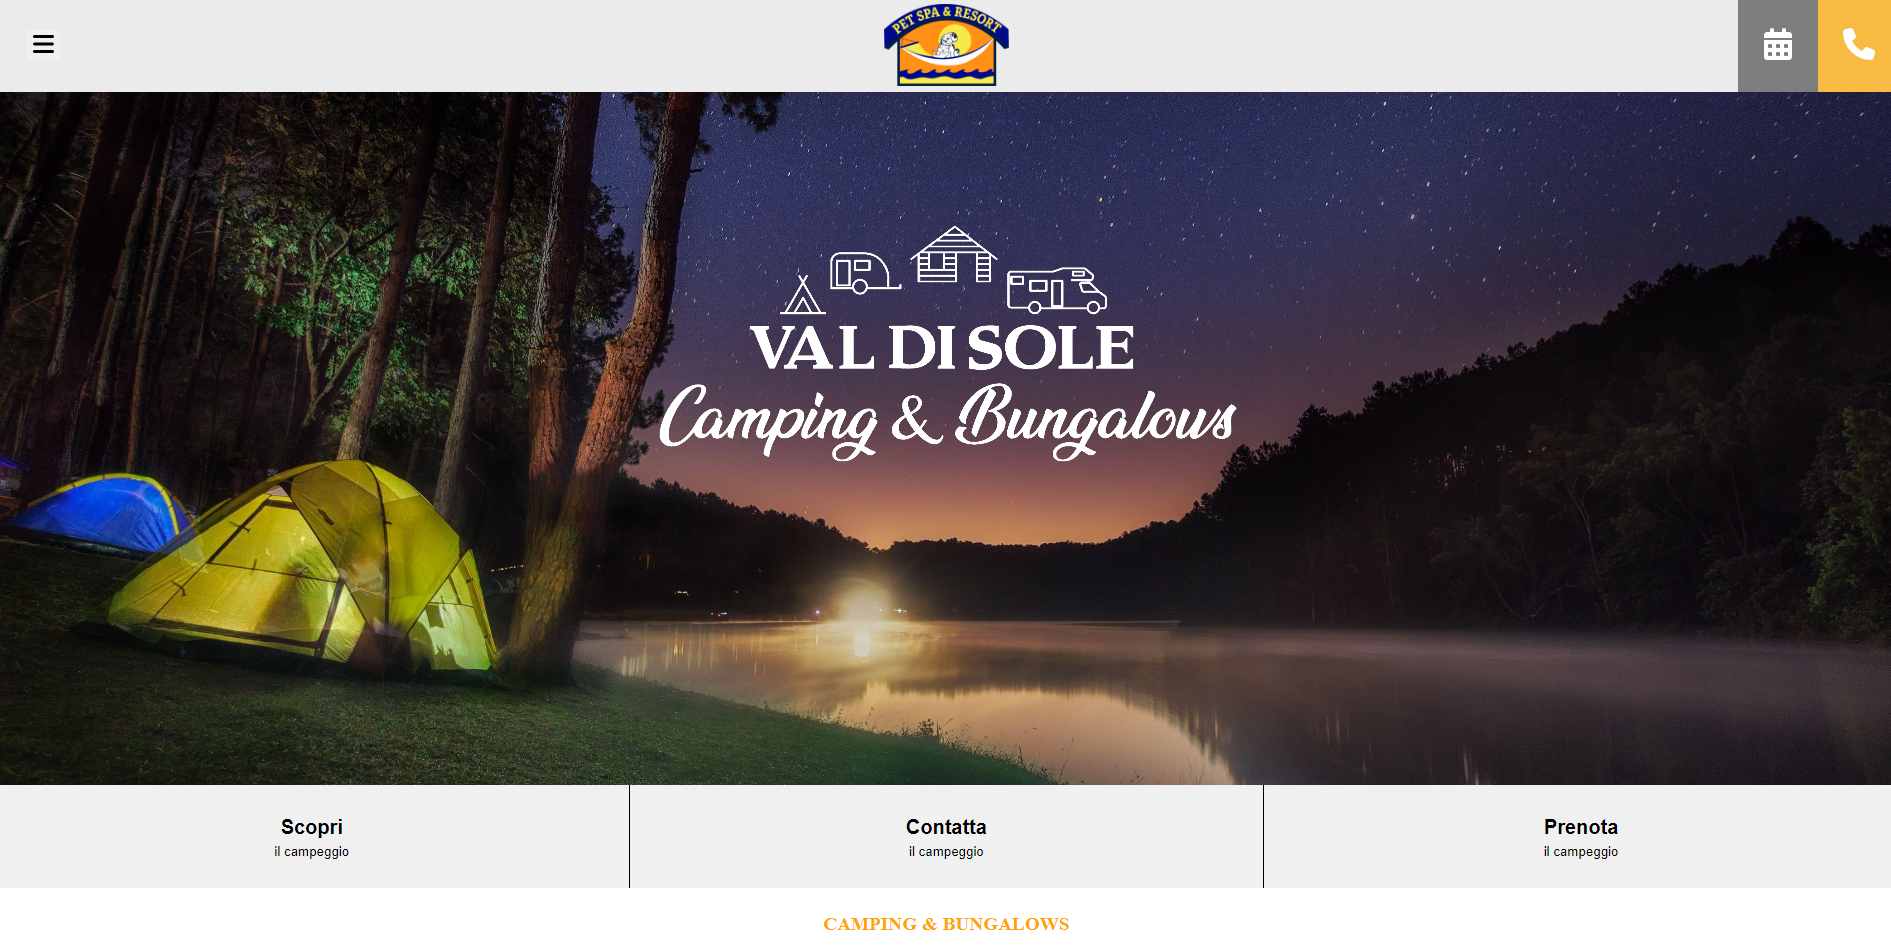 PET SPA & RESORT
VAL DI SOLE
Camping & Bungalows
Scopri
il campeggio
Contatta
il campeggio
Prenota
il campeggio
CAMPING & BUNGALOWS